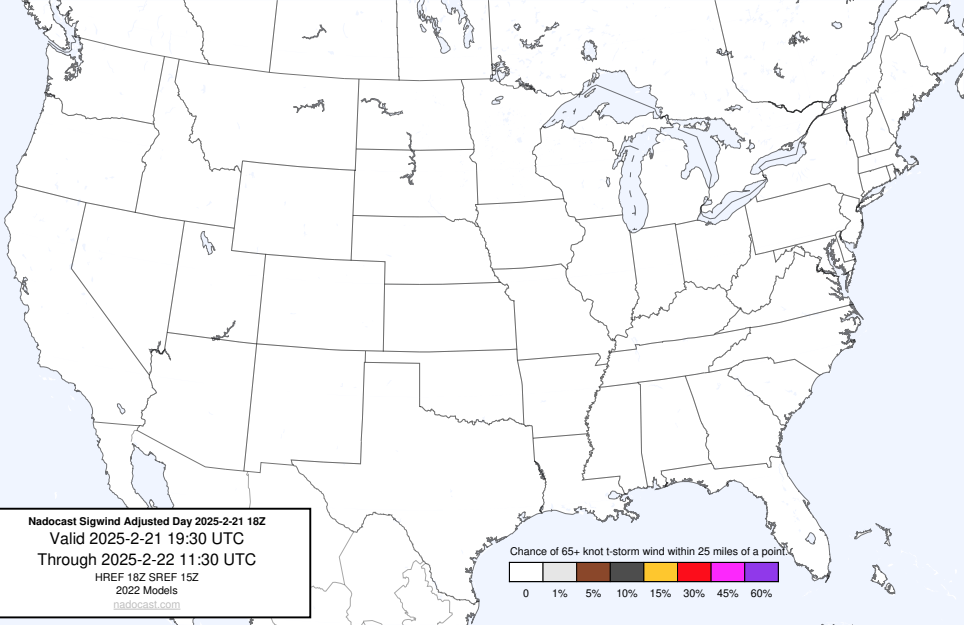 Nadocast Sigwind Adjusted Day 2025-2-21 18Z
Valid 2025-2-21 19:30 UTC
Through 2025-2-22 11:30 UTC
HREF 18Z SREF 15Z
2022 Models
nadocast.com
Chance of 65+ knot t-storm wind within 25 miles of a point.
0 1% 5% 10% 15% 30% 45% 60%